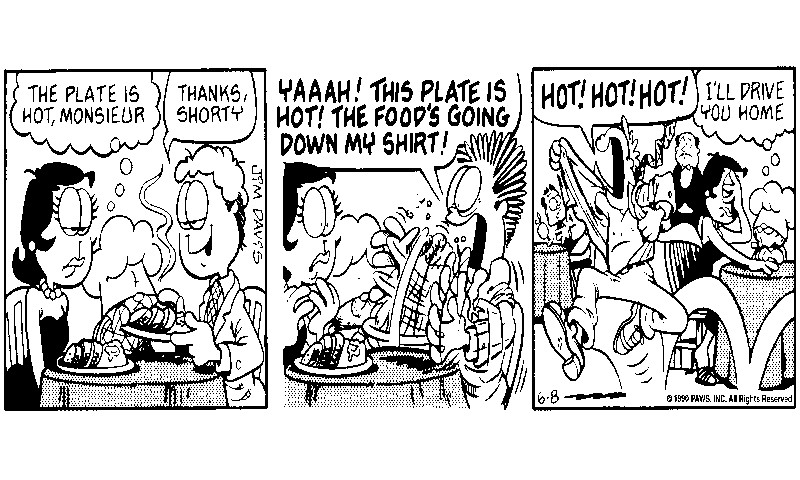 THE PLATE IS
HOT, MONSIEUR
THANKS,
SHORTY
JIM DAVIS
YAAAH! THIS PLATE IS
HOT! THE FOOD'S GOING
DOWN MY SHIRT!
HOT! HOT! HOT!
I'LL DRIVE
YOU HOME
6-8
© 1990 PAWS, INC. All Rights Reserved